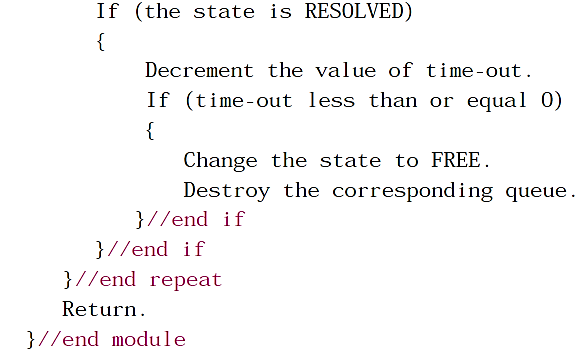 If (the state is RESOLVED)
{
Decrement the value of time-out.
If (time-out less than or equal 0)
{
Change the state to FREE.
Destroy the corresponding queue.
}//end if
}//end if
}//end repeat
Return.
}//end module